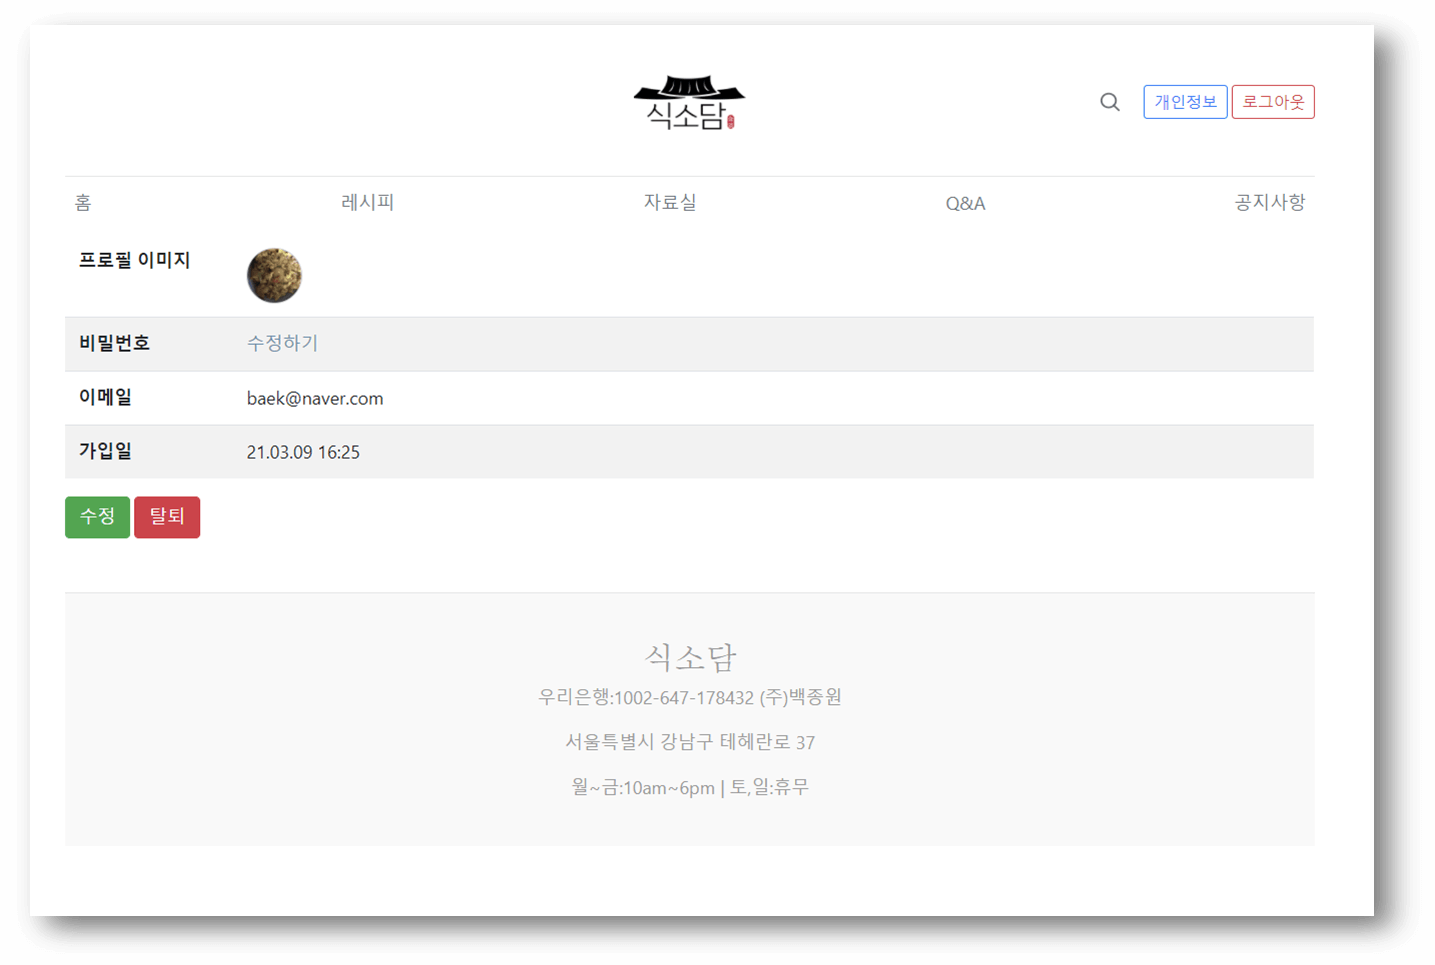 식소담
개인정보 로그아웃
홈 레시피 자료실 Q&A 공지사항
프로필 이미지
비밀번호 수정하기
이메일 baek@naver.com
가입일 21.03.09 16:25
수정 탈퇴
식소담
우리은행:1002-647-178432 (주)백종원
서울특별시 강남구 테헤란로 37
월~금:10am~6pm | 토,일:휴무